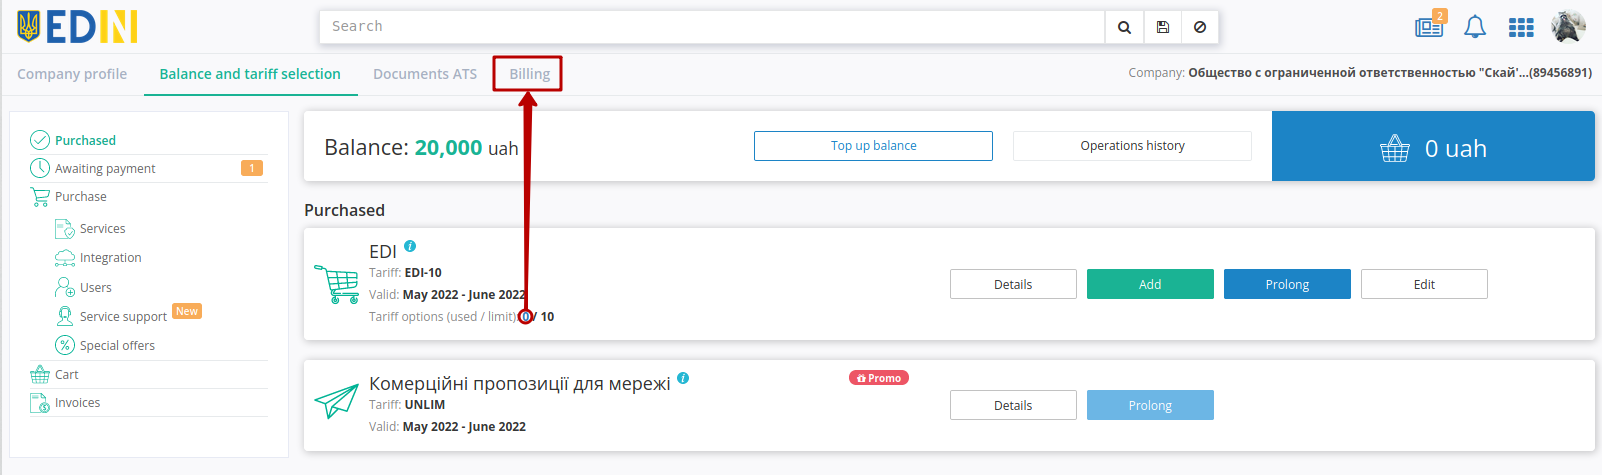 EDIN
Search
2
Company profile
Balance and tariff selection
Documents ATS
Billing
Company: Общество с ограниченной ответственностью "Скай'...(89456891)
Purchased
Awaiting payment
1
Purchase
Services
Integration
Users
Service support
New
Special offers
Cart
Invoices
Balance: 20,000 uah
Top up balance
Operations history
0 uah
Purchased
EDI
Tariff: EDI-10
Valid: May 2022 - June 2022
Tariff options (used / limit): 0 / 10
Details
Add
Prolong
Edit
Комерційні пропозиції для мережі
Promo
Tariff: UNLIM
Valid: May 2022 - June 2022
Details
Prolong